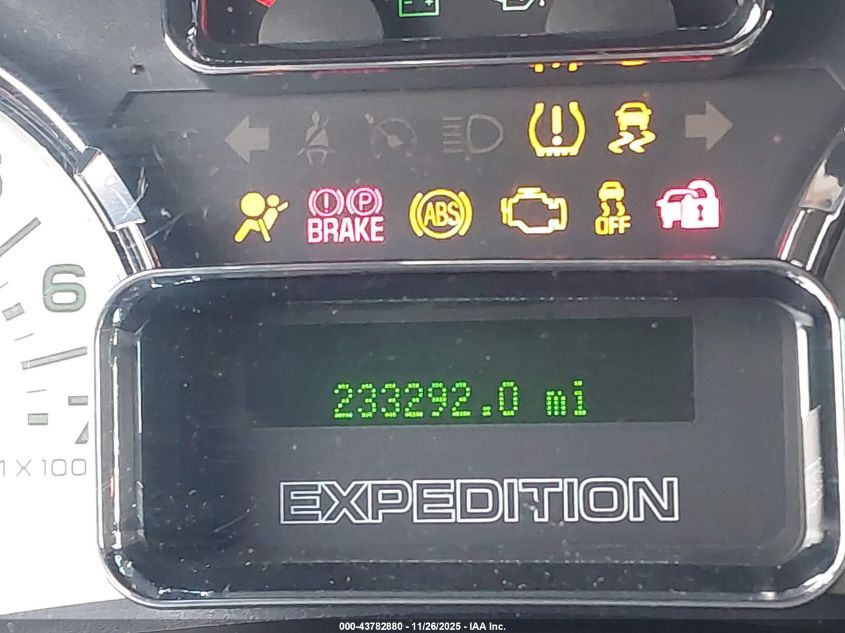 BRAKE
ABS
OFF
6
1 X 100
233292.0 mi
EXPEDITION
000-43782880 - 11/26/2025 - IAA Inc.